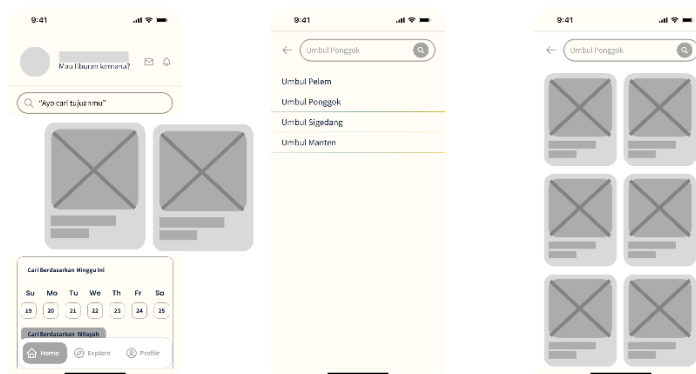 9:41
Mau liburan kemana?
"Ayo cari tujuanmu"
Cari Berdasarkan Minggu Ini
Su Mo Tu We Th Fr Sa
19 20 21 22 23 24 25
Cari Berdasarkan Wilayah
Home Explore Profile
9:41
Umbul Ponggok
Umbul Pelem
Umbul Ponggok
Umbul Sigedang
Umbul Manten
9:41
Umbul Ponggok